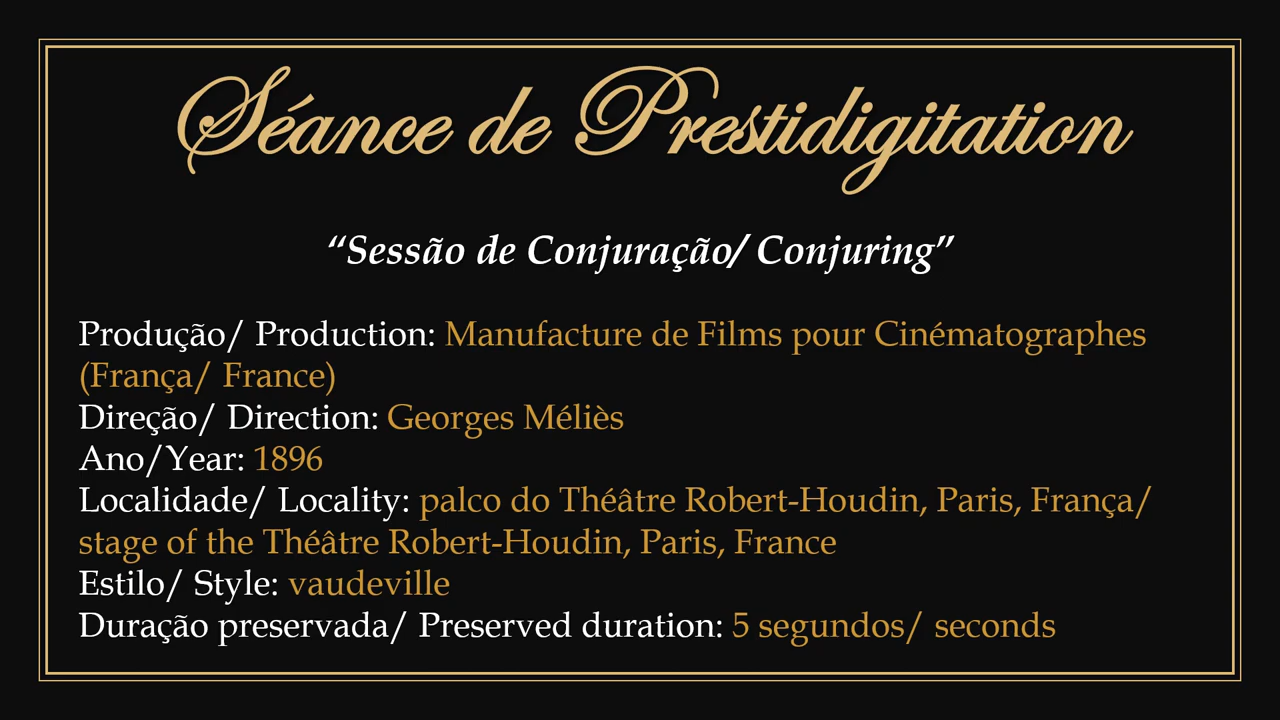 Séance de Prestidigitation
“Sessão de Conjuração/ Conjuring”
Produção/ Production: Manufacture de Films pour Cinématographes
(França/ France)
Direção/ Direction: Georges Méliès
Ano/Year: 1896
Localidade/ Locality: palco do Théâtre Robert-Houdin, Paris, França/
stage of the Théâtre Robert-Houdin, Paris, France
Estilo/ Style: vaudeville
Duração preservada/ Preserved duration: 5 segundos/ seconds